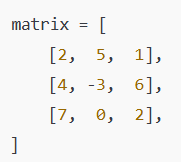 matrix = [
    [2,  5,  1],
    [4, -3,  6],
    [7,  0,  2],
]